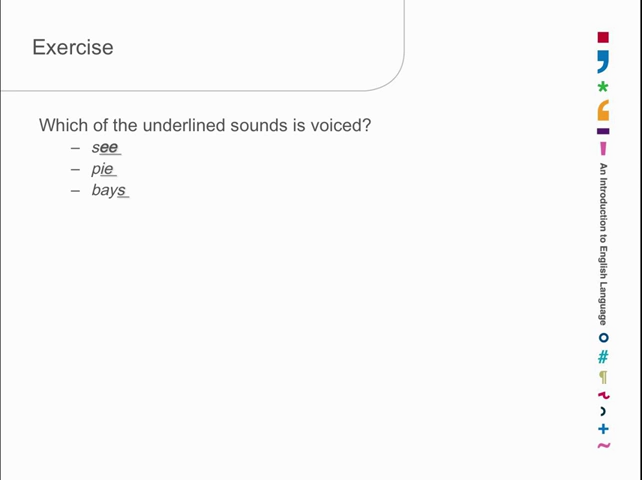 Exercise
Which of the underlined sounds is voiced?
– see
– pie
– bays
An Introduction to English Language